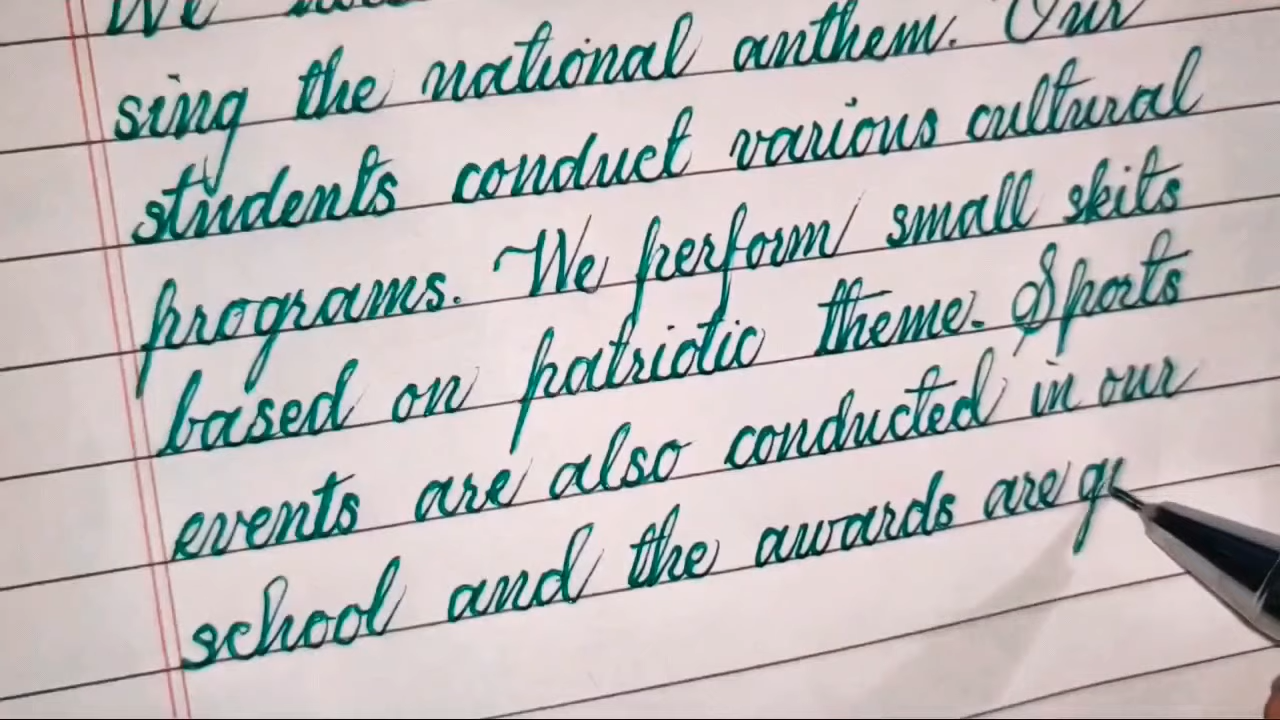 We
sing the national anthem. Our
students conduct various cultural
programs. We perform small skits
based on patriotic theme. Sports
events are also conducted in our
school and the awards are